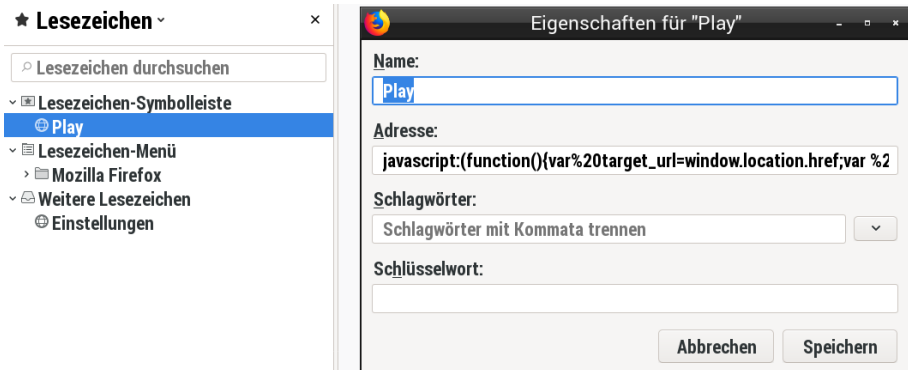 Lesezeichen
Lesezeichen durchsuchen
Lesezeichen-Symbolleiste
Play
Lesezeichen-Menü
Mozilla Firefox
Weitere Lesezeichen
Einstellungen
Eigenschaften für "Play"
Name:
Play
Adresse:
javascript:(function(){var%20target_url=window.location.href;var %2
Schlagwörter:
Schlagwörter mit Kommata trennen
Schlüsselwort:
Abbrechen Speichern